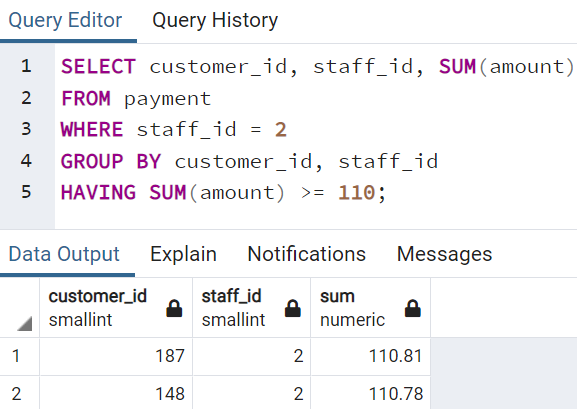 Query Editor Query History
1 SELECT customer_id, staff_id, SUM(amount)
2 FROM payment
3 WHERE staff_id = 2
4 GROUP BY customer_id, staff_id
5 HAVING SUM(amount) >= 110;
Data Output Explain Notifications Messages
customer_id staff_id sum
smallint smallint numeric
1 187 2 110.81
2 148 2 110.78